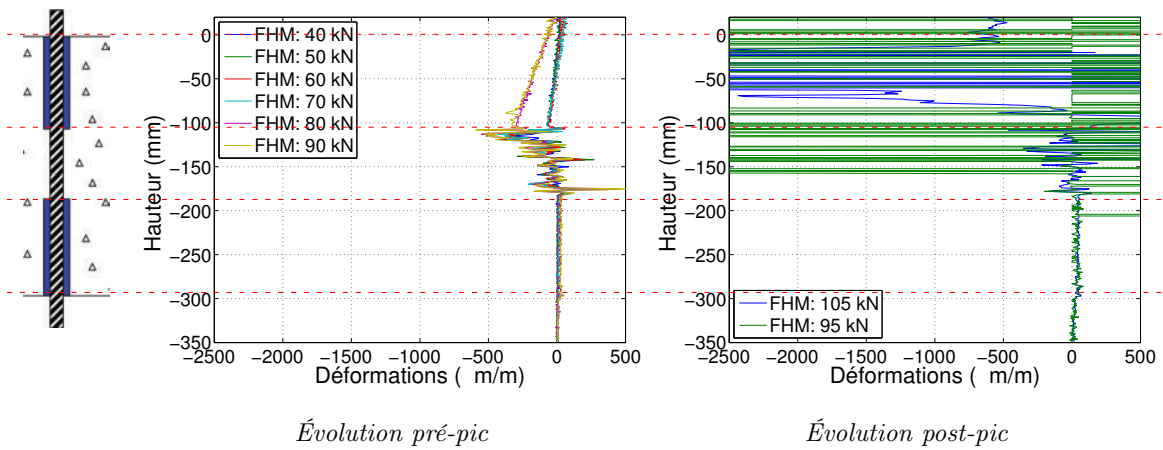 FHM: 40 kN
FHM: 50 kN
FHM: 60 kN
FHM: 70 kN
FHM: 80 kN
FHM: 90 kN
0
−50
−100
−150
−200
−250
−300
−350
Hauteur (mm)
−2500 −2000 −1500 −1000 −500 0 500
Déformations ( m/m)
Évolution pré-pic
0
−50
−100
−150
−200
−250
−300
−350
Hauteur (mm)
FHM: 105 kN
FHM: 95 kN
−2500 −2000 −1500 −1000 −500 0 500
Déformations ( m/m)
Évolution post-pic